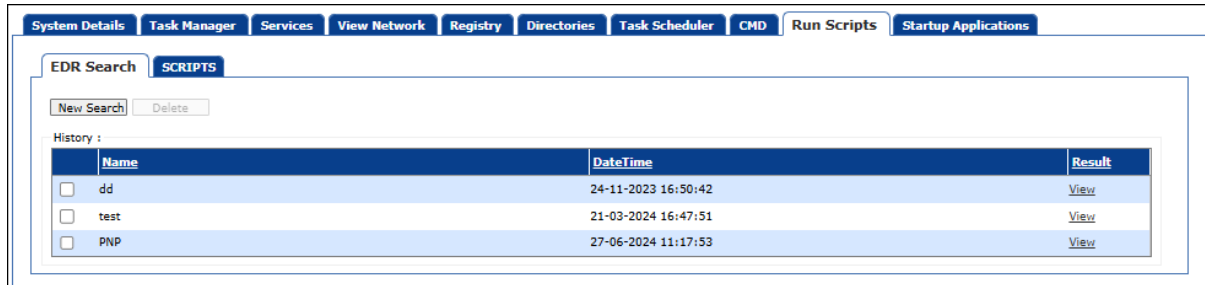 System Details Task Manager Services View Network Registry Directories Task Scheduler CMD Run Scripts Startup Applications
EDR Search SCRIPTS
New Search Delete
History :
Name DateTime Result
dd 24-11-2023 16:50:42 View
test 21-03-2024 16:47:51 View
PNP 27-06-2024 11:17:53 View